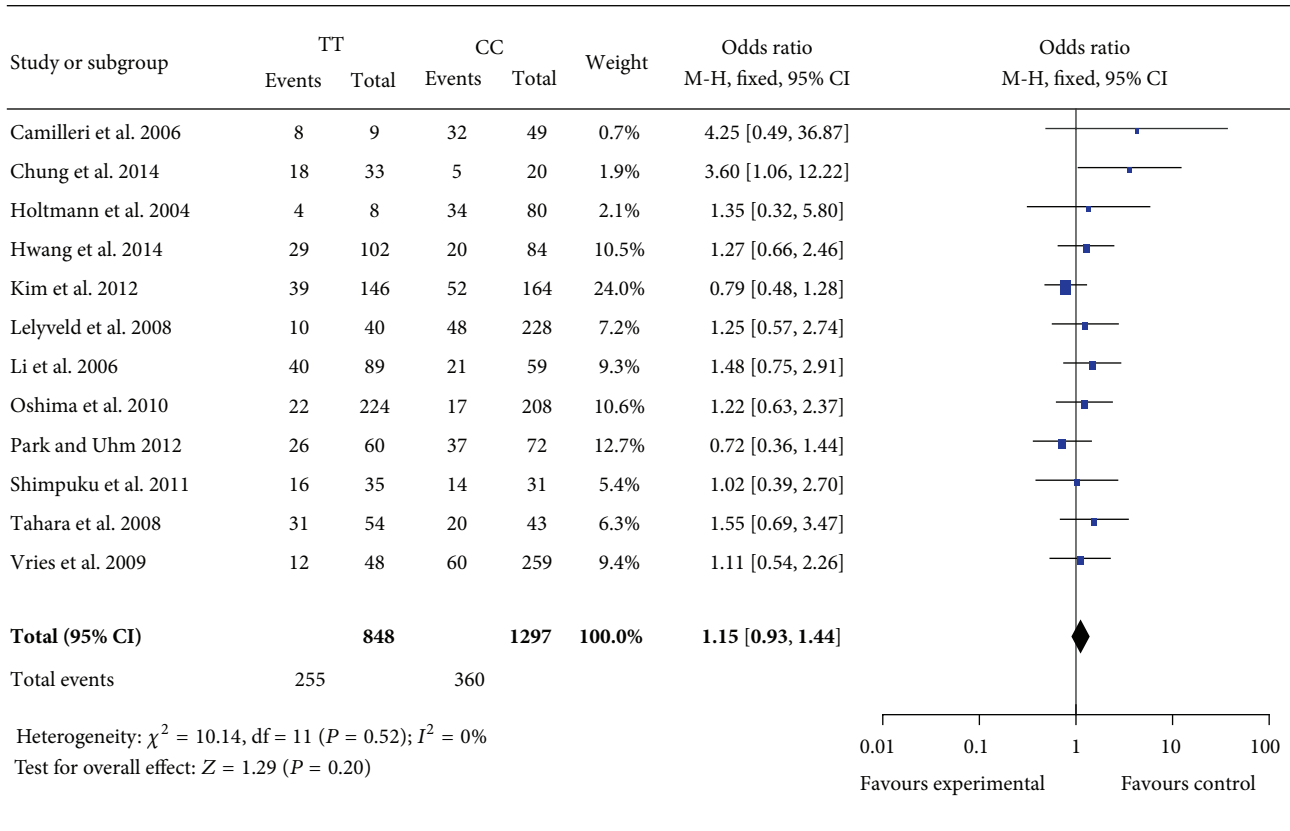 Study or subgroup TT CC Weight Odds ratio Odds ratio
Events Total Events Total M-H, fixed, 95% CI M-H, fixed, 95% CI
Camilleri et al. 2006 8 9 32 49 0.7% 4.25 [0.49, 36.87]
Chung et al. 2014 18 33 5 20 1.9% 3.60 [1.06, 12.22]
Holtmann et al. 2004 4 8 34 80 2.1% 1.35 [0.32, 5.80]
Hwang et al. 2014 29 102 20 84 10.5% 1.27 [0.66, 2.46]
Kim et al. 2012 39 146 52 164 24.0% 0.79 [0.48, 1.28]
Lelyveld et al. 2008 10 40 48 228 7.2% 1.25 [0.57, 2.74]
Li et al. 2006 40 89 21 59 9.3% 1.48 [0.75, 2.91]
Oshima et al. 2010 22 224 17 208 10.6% 1.22 [0.63, 2.37]
Park and Uhm 2012 26 60 37 72 12.7% 0.72 [0.36, 1.44]
Shimpuku et al. 2011 16 35 14 31 5.4% 1.02 [0.39, 2.70]
Tahara et al. 2008 31 54 20 43 6.3% 1.55 [0.69, 3.47]
Vries et al. 2009 12 48 60 259 9.4% 1.11 [0.54, 2.26]
Total (95% CI) 848 1297 100.0% 1.15 [0.93, 1.44]
Total events 255 360
Heterogeneity: χ² = 10.14, df = 11 (P = 0.52); I² = 0%
Test for overall effect: Z = 1.29 (P = 0.20)
0.01 0.1 1 10 100
Favours experimental Favours control